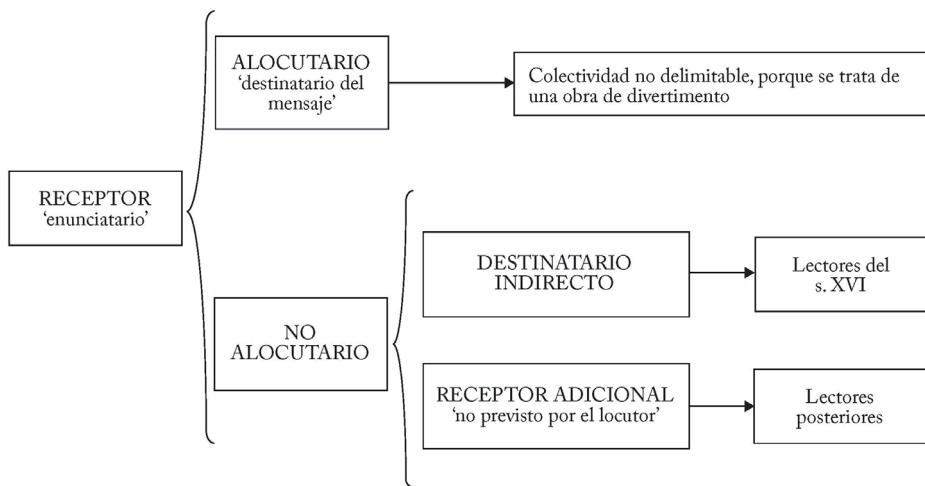 RECEPTOR
‘enunciatario’
ALOCUTARIO
‘destinatario del
mensaje’
Colectividad no delimitable, porque se trata de
una obra de divertimento
NO
ALOCUTARIO
DESTINATARIO
INDIRECTO
Lectores del
s. XVI
RECEPTOR ADICIONAL
‘no previsto por el locutor’
Lectores
posteriores